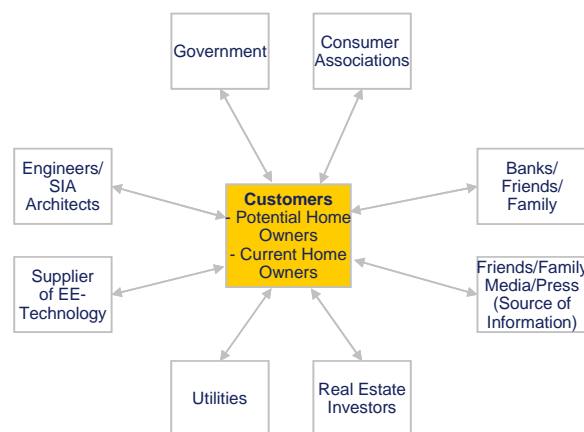 Government
Consumer
Associations
Engineers/
SIA
Architects
Customers
- Potential Home
Owners
- Current Home
Owners
Banks/
Friends/
Family
Supplier
of EE-
Technology
Friends/Family
Media/Press
(Source of
Information)
Utilities
Real Estate
Investors